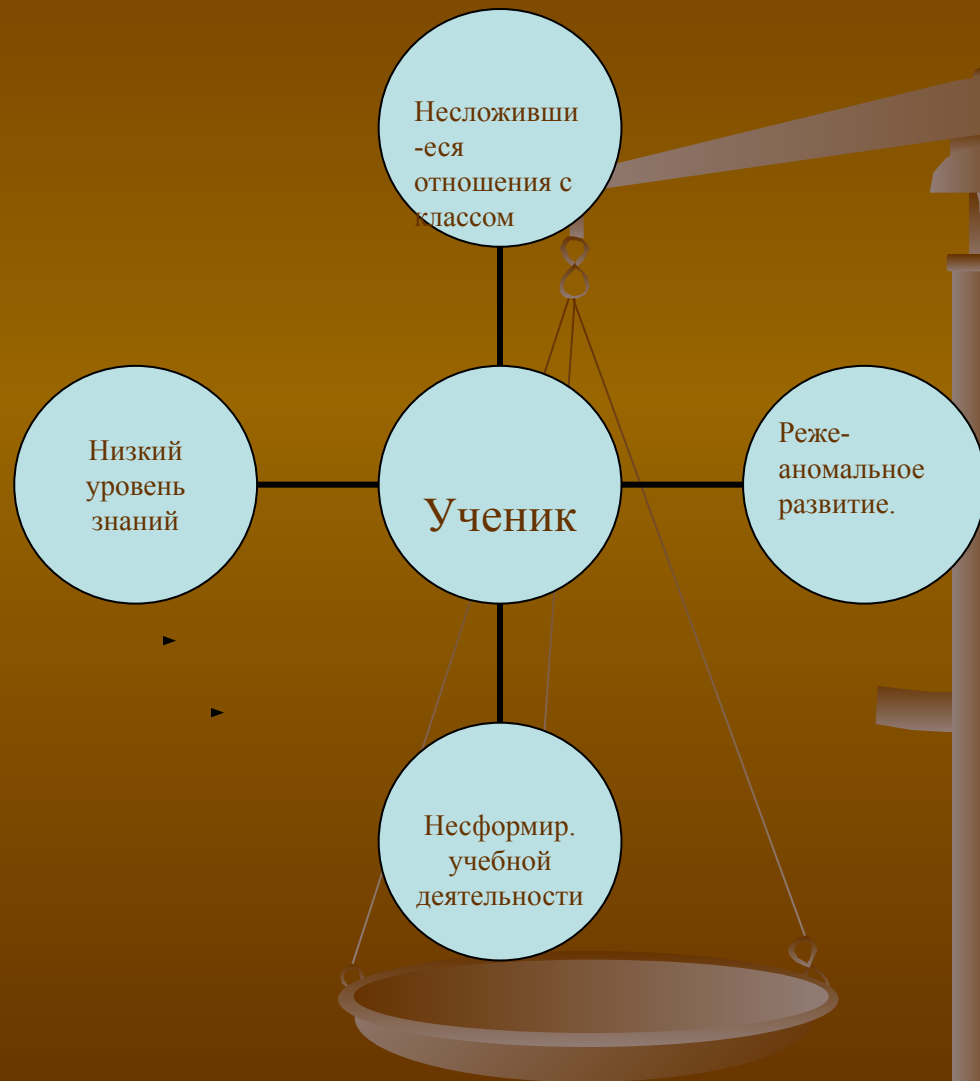 Несложивши
-еся
отношения с
классом
Низкий
уровень
знаний
Ученик
Реже-
аномальное
развитие.
Несформир.
учебной
деятельности